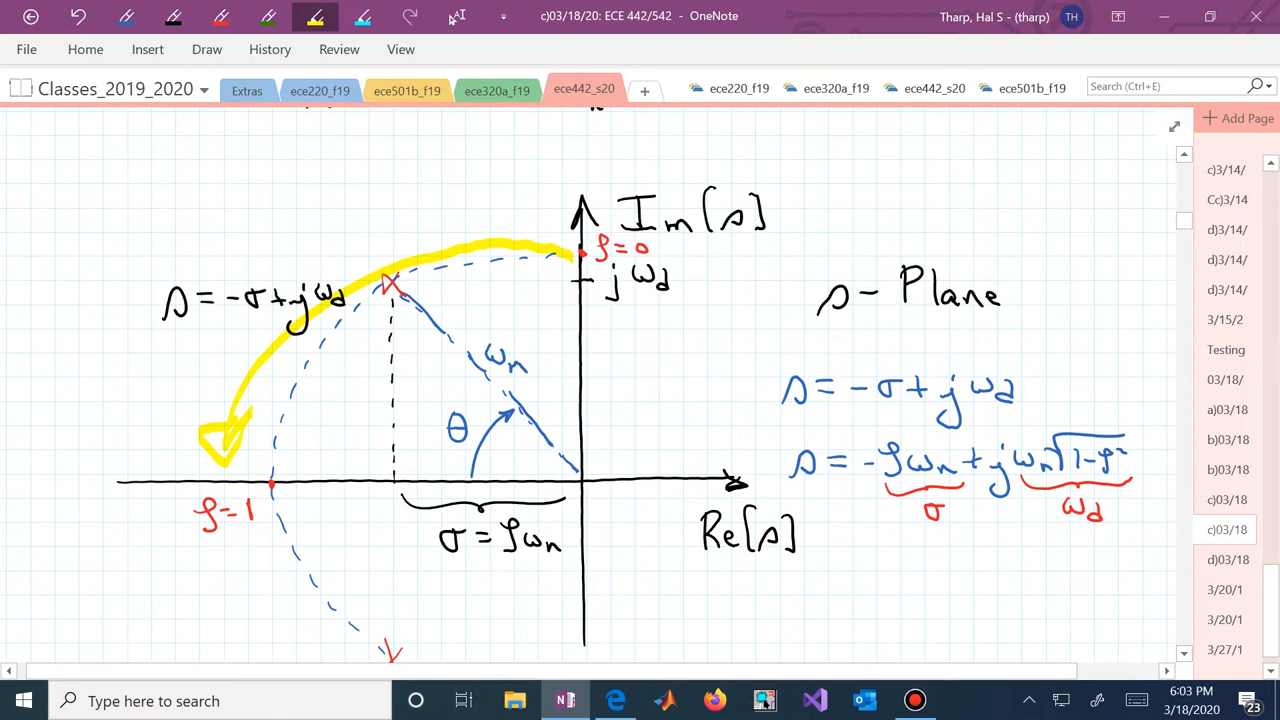 c)03/18/20: ECE 442/542 - OneNote
Tharp, Hal S - (tharp)
TH
File
Home
Insert
Draw
History
Review
View
Classes_2019_2020
Extras
ece220_f19
ece501b_f19
ece320a_f19
ece442_s20
ece220_f19
ece320a_f19
ece442_s20
ece501b_f19
Search (Ctrl+E)
Add Page
c)3/14/
Cc)3/14
d)3/14/
d)3/14/
d)3/14/
3/15/2
Testing
03/18/
a)03/18
b)03/18
b)03/18
c)03/18
c)03/18
d)03/18
3/20/1
3/20/1
3/27/1
Im[s]
ζ=0
jωd
s = -σ+jωd
s - Plane
ωn
s = -σ+jωd
θ
s = -ζωn + jωn√1-ζ²
σ
ωd
ζ=1
σ = ζωn
Re[s]
Type here to search
6:03 PM
3/18/2020
23